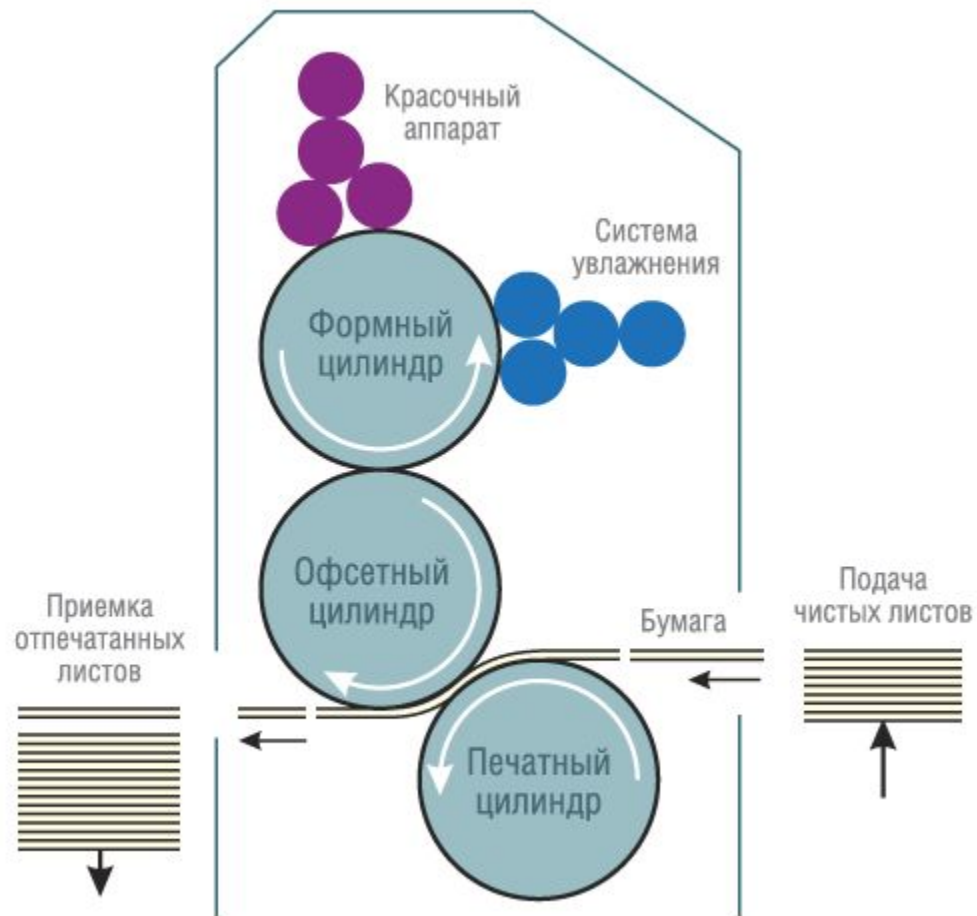 Красочный
аппарат
Система
увлажнения
Формный
цилиндр
Офсетный
цилиндр
Приемка
отпечатанных
листов
Бумага
Подача
чистых листов
Печатный
цилиндр